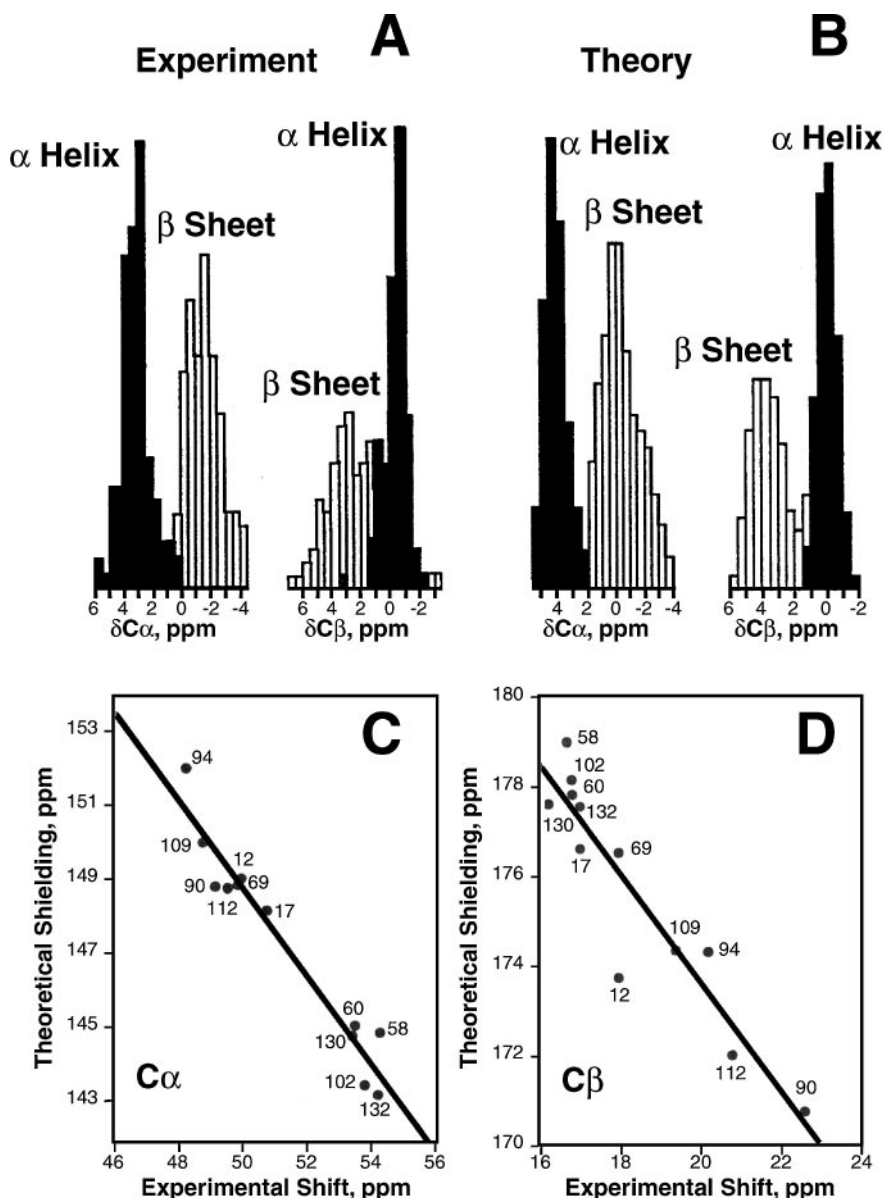 A
Experiment
α Helix
β Sheet
α Helix
β Sheet
6 4 2 0 -2 -4
δCα, ppm
6 4 2 0 -2
δCβ, ppm
B
Theory
α Helix
β Sheet
α Helix
β Sheet
4 2 0 -2 -4
δCα, ppm
6 4 2 0 -2
δCβ, ppm
C
Theoretical Shielding, ppm
153
151
149
147
145
143
94
109
12
90
69
112
17
60
58
130
102
132
Cα
46 48 50 52 54 56
Experimental Shift, ppm
D
Theoretical Shielding, ppm
180
178
176
174
172
170
58
102
60
132
130
17
69
109
94
12
112
90
Cβ
16 18 20 22 24
Experimental Shift, ppm